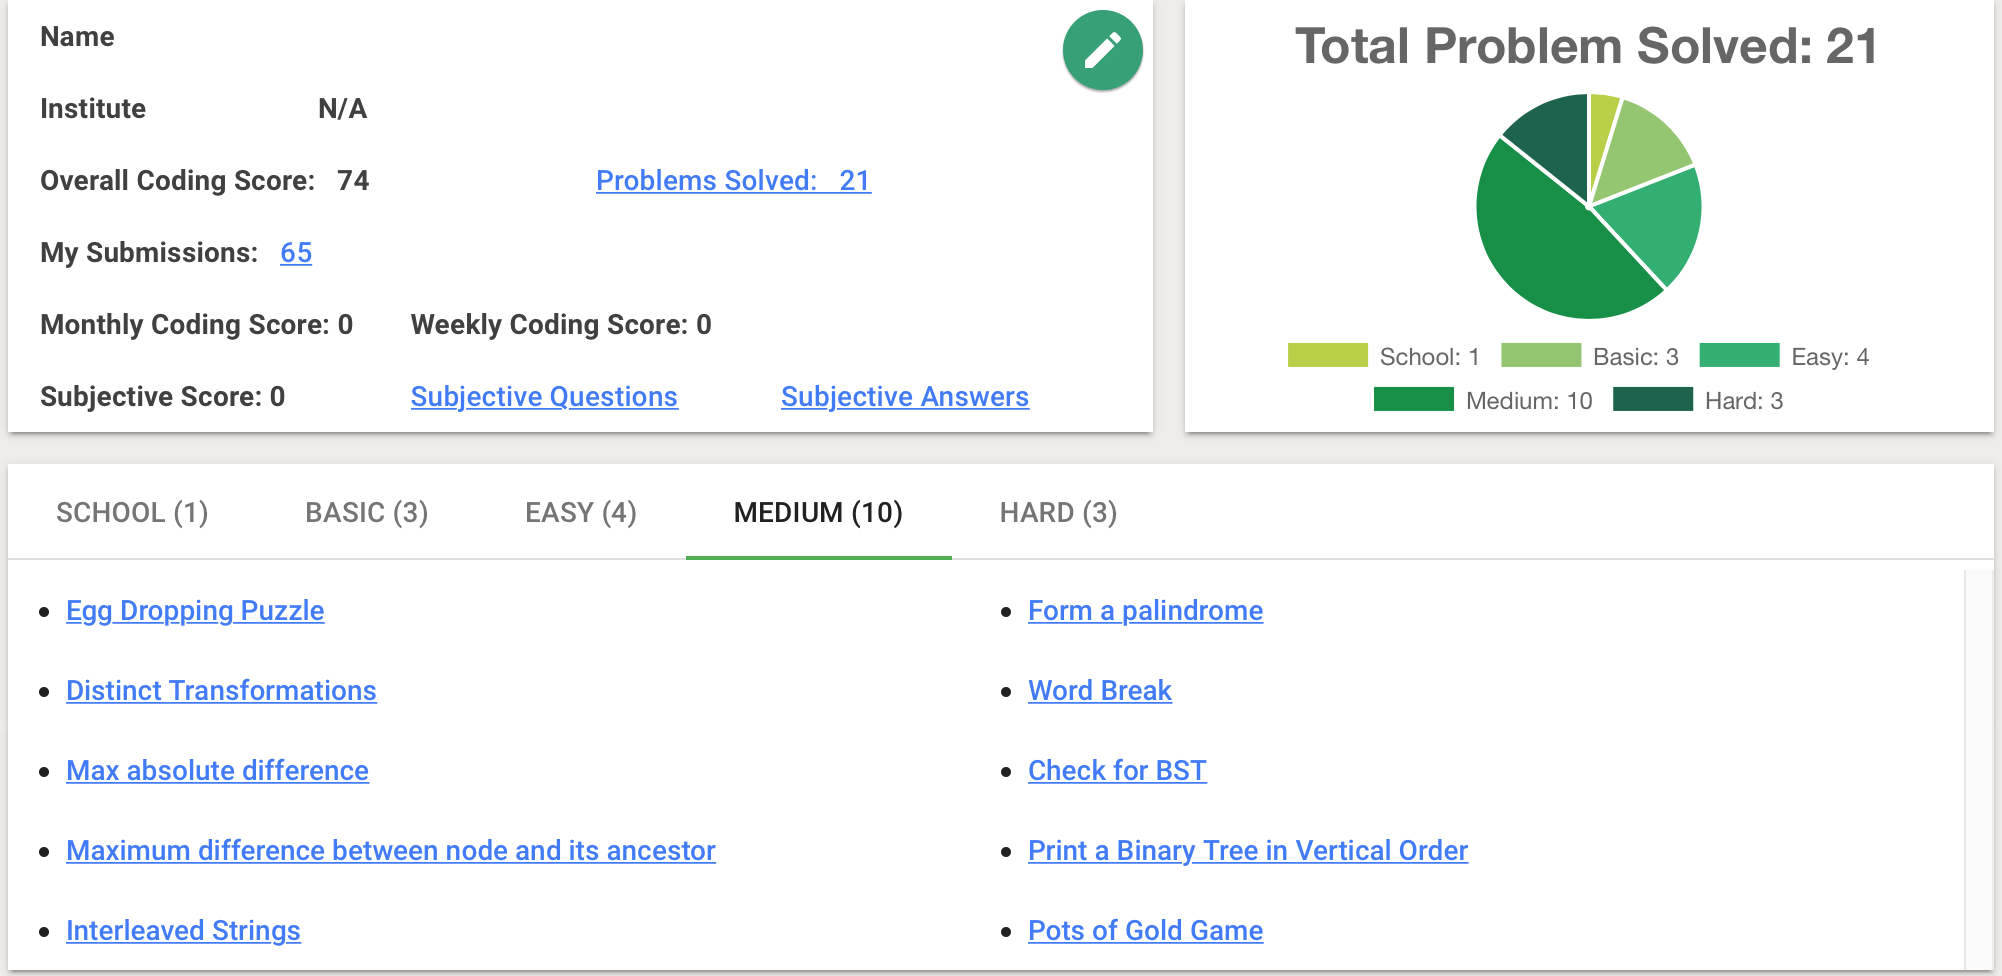 Name
Institute N/A
Overall Coding Score: 74 Problems Solved: 21
My Submissions: 65
Monthly Coding Score: 0 Weekly Coding Score: 0
Subjective Score: 0 Subjective Questions Subjective Answers
Total Problem Solved: 21
School: 1 Basic: 3 Easy: 4
Medium: 10 Hard: 3
SCHOOL (1) BASIC (3) EASY (4) MEDIUM (10) HARD (3)
Egg Dropping Puzzle Form a palindrome
Distinct Transformations Word Break
Max absolute difference Check for BST
Maximum difference between node and its ancestor Print a Binary Tree in Vertical Order
Interleaved Strings Pots of Gold Game